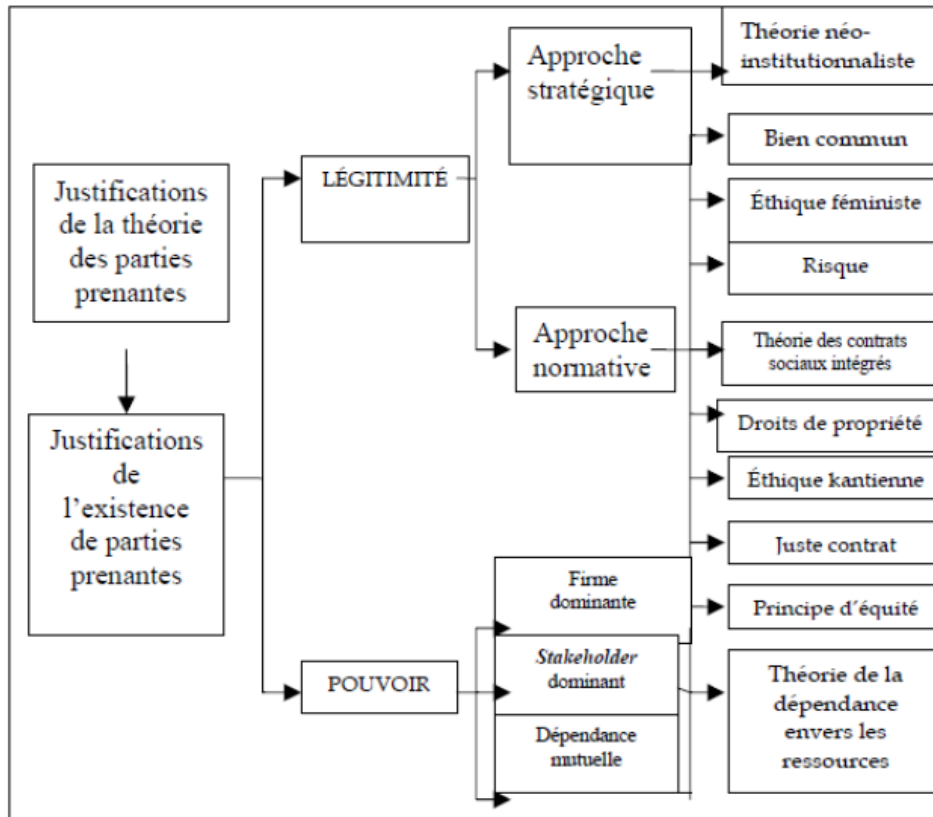 Justifications
de la théorie
des parties
prenantes
Justifications
de
l’existence
de parties
prenantes
LÉGITIMITÉ
POUVOIR
Approche
stratégique
Approche
normative
Firme
dominante
Stakeholder
dominant
Dépendance
mutuelle
Théorie néo-
institutionnaliste
Bien commun
Éthique féministe
Risque
Théorie des contrats
sociaux intégrés
Droits de propriété
Éthique kantienne
Juste contrat
Principe d´équité
Théorie de la
dépendance
envers les
ressources